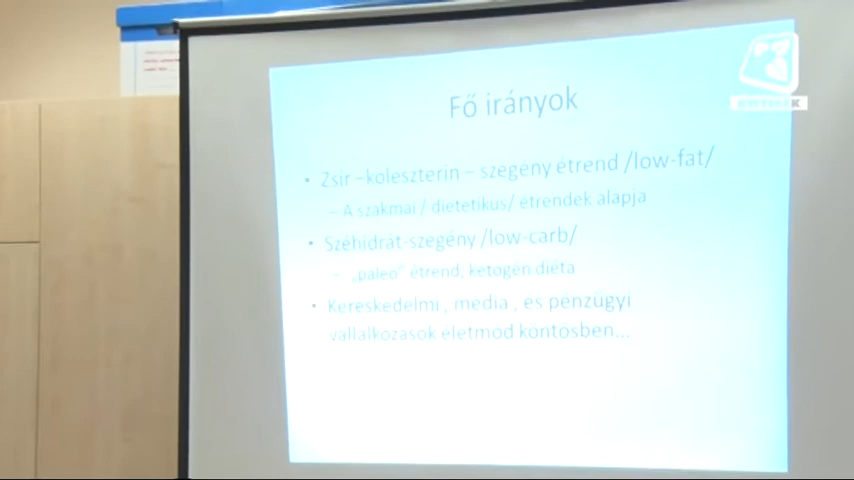 Fő irányok
• Zsír –koleszterin – szegény étrend /low-fat/
– A szakmai / dietetikus/ étrendek alapja
• Széhidrát-szegény /low-carb/
– „paleo" étrend, ketogén diéta
• Kereskedelmi , média , és pénzügyi
vállalkozások életmód köntösben...